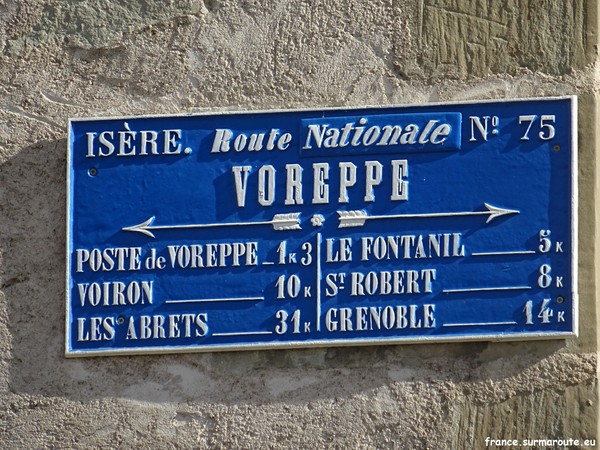 ISÈRE. Route Nationale Nº 75
VOREPPE
POSTE de VOREPPE 1K3
VOIRON 10K
LES ABRETS 31K
LE FONTANIL 5K
ST ROBERT 8K
GRENOBLE 14K
france.surmaroute.eu